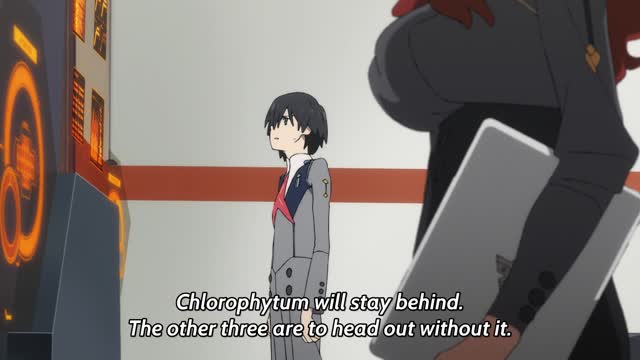 Chlorophytum will stay behind.
The other three are to head out without it.